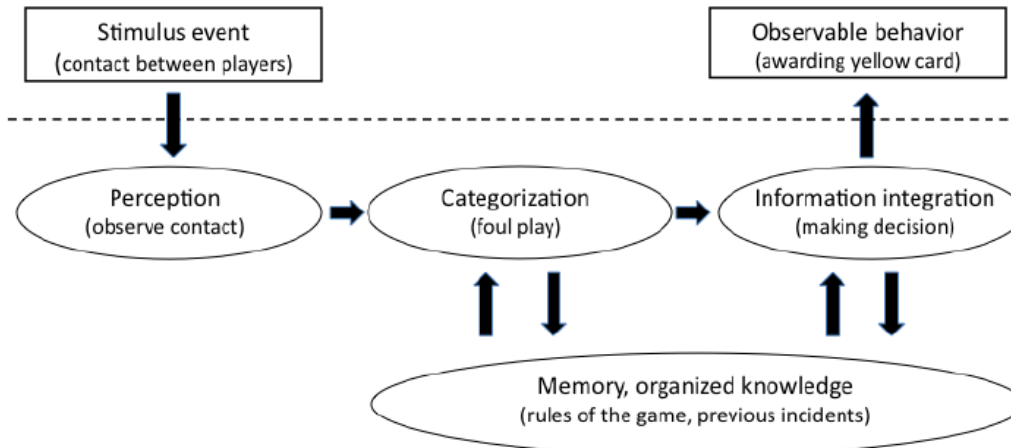 Stimulus event
(contact between players)
Observable behavior
(awarding yellow card)
Perception
(observe contact)
Categorization
(foul play)
Information integration
(making decision)
Memory, organized knowledge
(rules of the game, previous incidents)